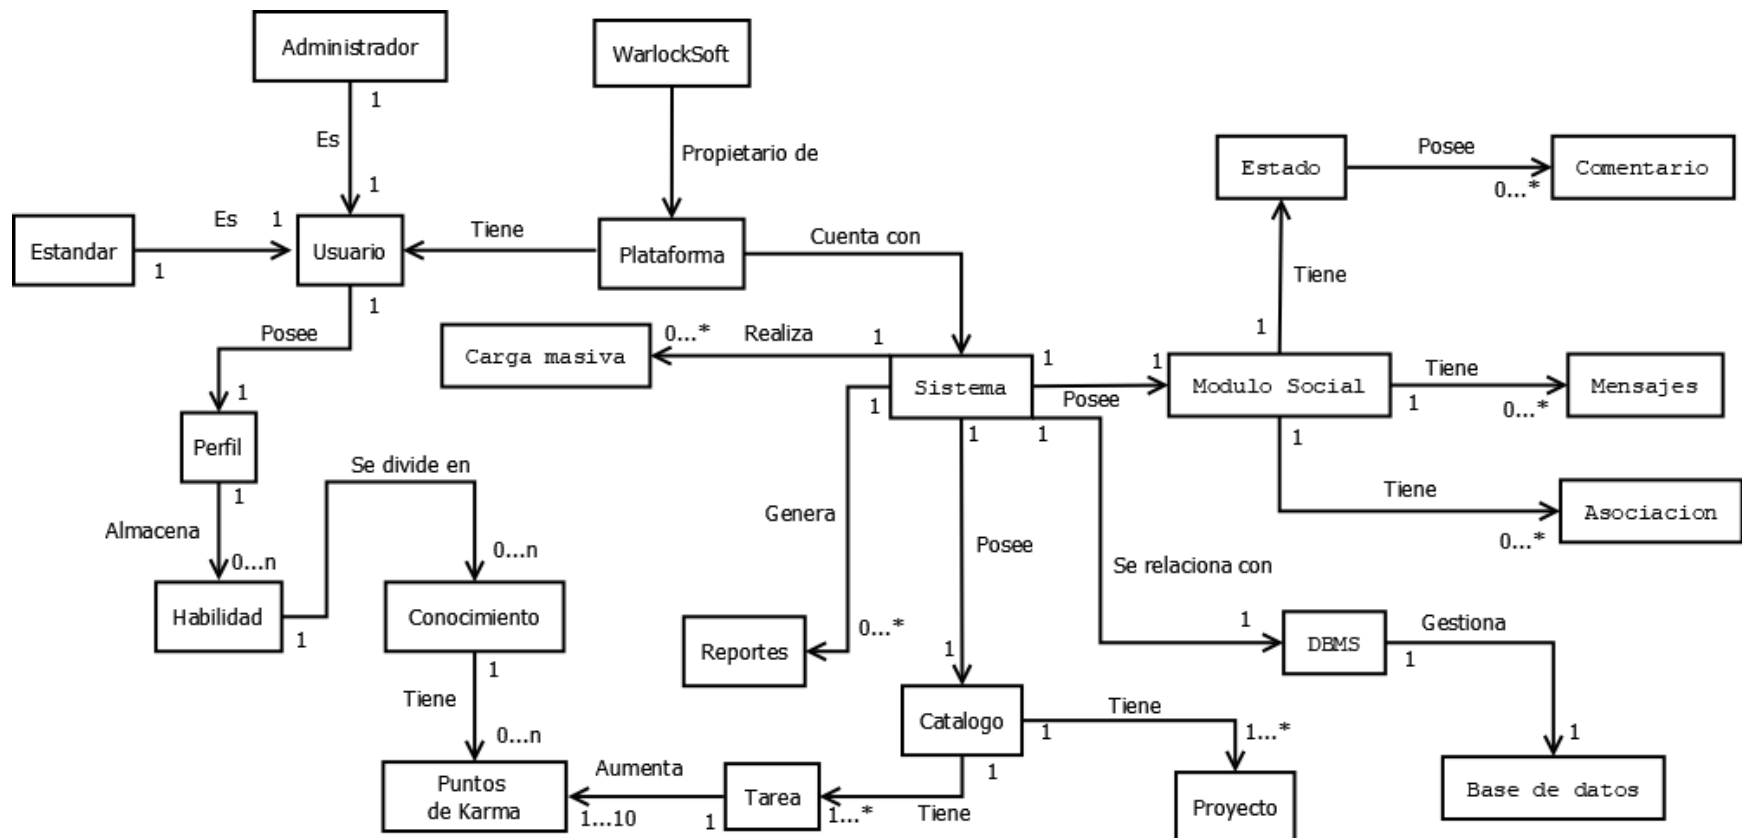 Administrador
WarlockSoft
1
Es
Propietario de
1
Estado
Posee
0...*
Comentario
Estandar
Es
1
1
Usuario
Tiene
Plataforma
Cuenta con
Tiene
1
Posee
1
Carga masiva
0...*
Realiza
1
Sistema
1
Posee
1
1
Modulo Social
Tiene
1
0...*
Mensajes
1
Perfil
1
1
1
1
Tiene
0...*
Asociacion
Almacena
0...n
Se divide en
0...n
Genera
Posee
Se relaciona con
Habilidad
1
Conocimiento
1
Reportes
0...*
1
1
DBMS
1
Gestiona
Tiene
0...n
Catalogo
1
Tiene
1...*
1
1
Puntos
de Karma
Aumenta
1...10
1
Tarea
1...*
Tiene
Proyecto
Base de datos